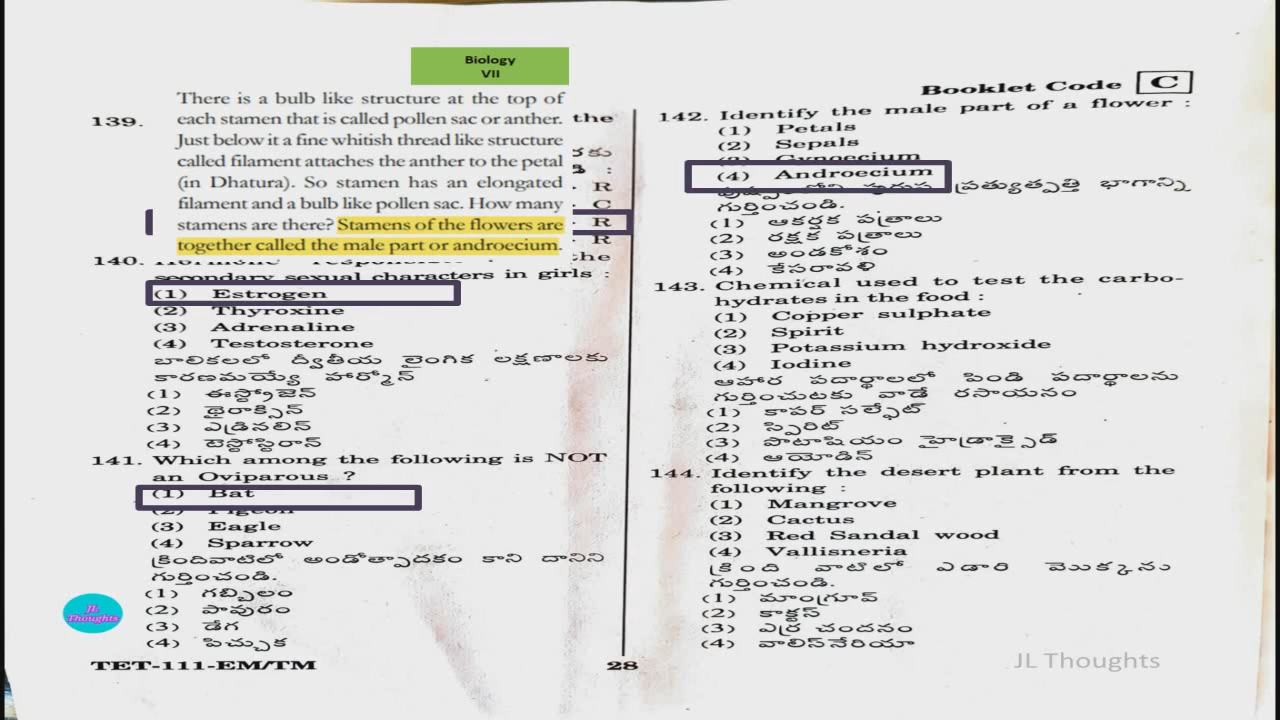 Biology
VII
There is a bulb like structure at the top of
each stamen that is called pollen sac or anther.
Just below it a fine whitish thread like structure
called filament attaches the anther to the petal
(in Dhatura). So stamen has an elongated
filament and a bulb like pollen sac. How many
stamens are there? Stamens of the flowers are
together called the male part or androecium.
139. the
R
C
R
R
140. the
secondary sexual characters in girls :
(1) Estrogen
(2) Thyroxine
(3) Adrenaline
(4) Testosterone
బాలికలలో ద్వితీయ లైంగిక లక్షణాలకు
కారణమయ్యే హార్మోన్
(1) ఈస్ట్రోజెన్
(2) థైరాక్సిన్
(3) ఎడ్రినలిన్
(4) టెస్టోస్టిరాన్
141. Which among the following is NOT
an Oviparous ?
(1) Bat
(2) Pigeon
(3) Eagle
(4) Sparrow
క్రిందివాటిలో అండోత్పాదకం కాని దానిని
గుర్తించండి.
(1) గబ్బిలం
(2) పావురం
(3) డేగ
(4) పిచ్చుక
TET-111-EM/TM
28
Booklet Code C
142. Identify the male part of a flower :
(1) Petals
(2) Sepals
(3) Gynoecium
(4) Androecium
పుష్పంలోని పురుష ప్రత్యుత్పత్తి భాగాన్ని
గుర్తించండి.
(1) ఆకర్షక పత్రాలు
(2) రక్షక పత్రాలు
(3) అండకోశం
(4) కేసరావళి
143. Chemical used to test the carbo-
hydrates in the food :
(1) Copper sulphate
(2) Spirit
(3) Potassium hydroxide
(4) Iodine
ఆహార పదార్థాలలో పిండి పదార్థాలను
గుర్తించుటకు వాడే రసాయనం
(1) కాపర్ సల్ఫేట్
(2) స్పిరిట్
(3) పొటాషియం హైడ్రాక్సైడ్
(4) ఆయోడిన్
144. Identify the desert plant from the
following :
(1) Mangrove
(2) Cactus
(3) Red Sandal wood
(4) Vallisneria
క్రింది వాటిలో ఎడారి మొక్కను
గుర్తించండి.
(1) మాంగ్రూవ్
(2) కాక్టస్
(3) ఎర్ర చందనం
(4) వాలిస్‌నేరియా
JL
Thoughts
JL Thoughts